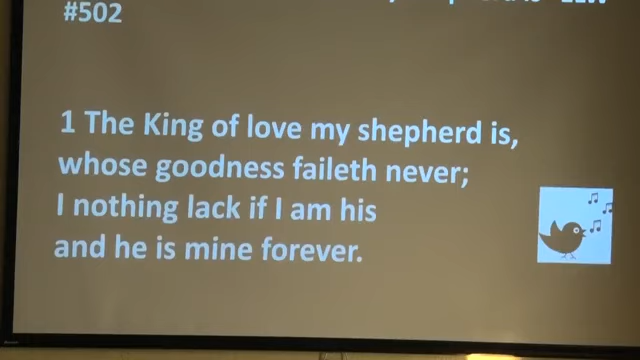 #502
1 The King of love my shepherd is,
whose goodness faileth never;
I nothing lack if I am his
and he is mine forever.